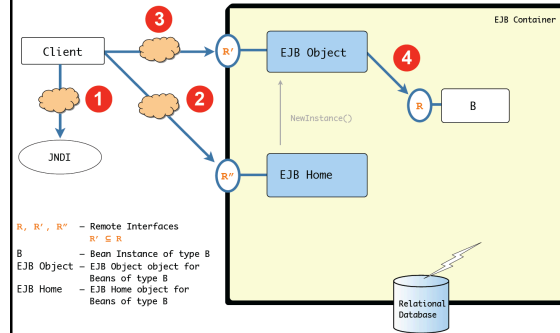 EJB Container
3
Client
R'
EJB Object
4
1
2
R
B
NewInstance()
JNDI
R"
EJB Home
R, R', R" – Remote Interfaces
R' ⊆ R
B – Bean Instance of type B
EJB Object – EJB Object object for
Beans of type B
EJB Home – EJB Home object for
Beans of type B
Relational
Database